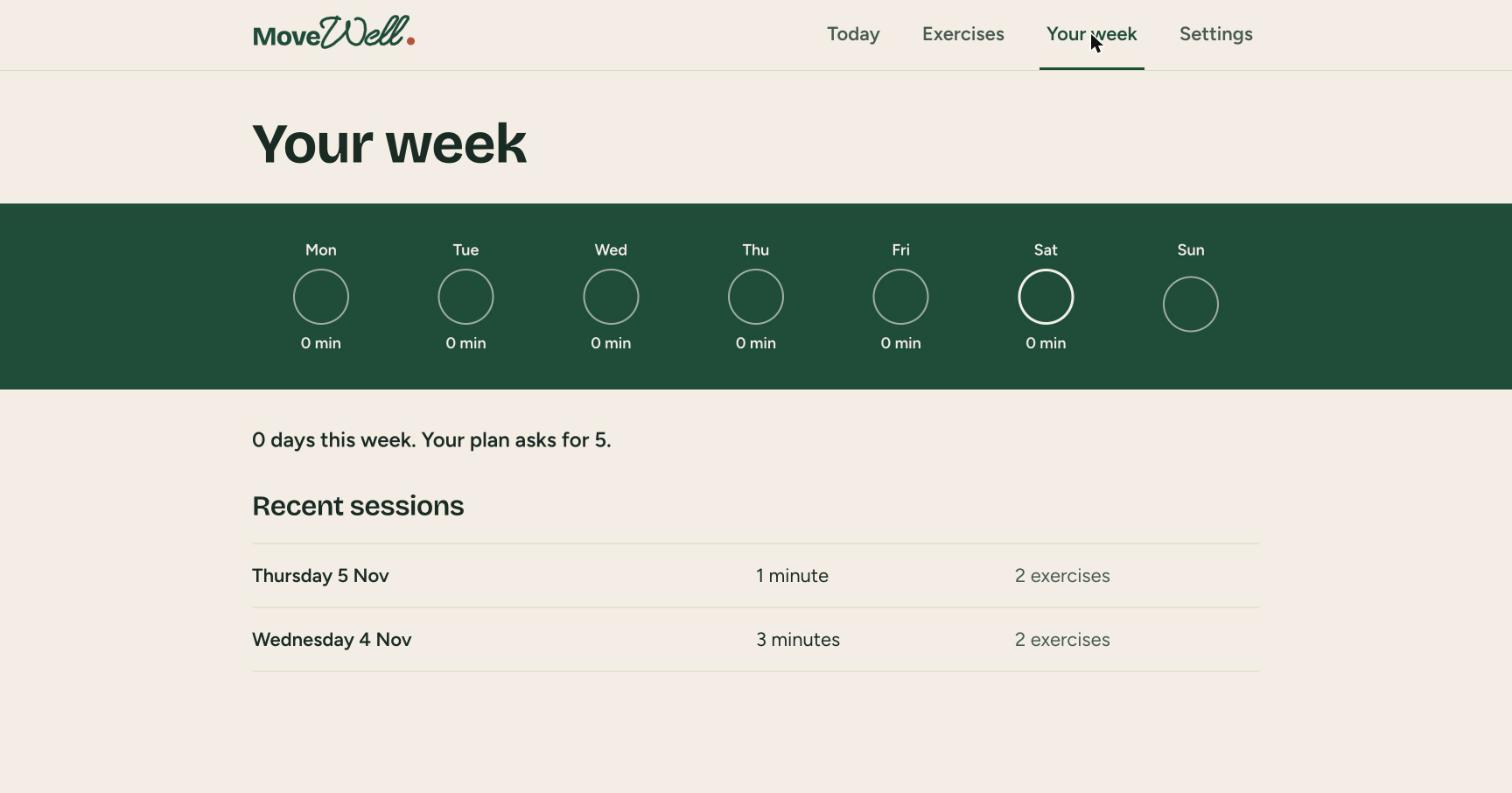 MoveWell.
Today Exercises Your week Settings
Your week
Mon Tue Wed Thu Fri Sat Sun
0 min 0 min 0 min 0 min 0 min 0 min
0 days this week. Your plan asks for 5.
Recent sessions
Thursday 5 Nov 1 minute 2 exercises
Wednesday 4 Nov 3 minutes 2 exercises